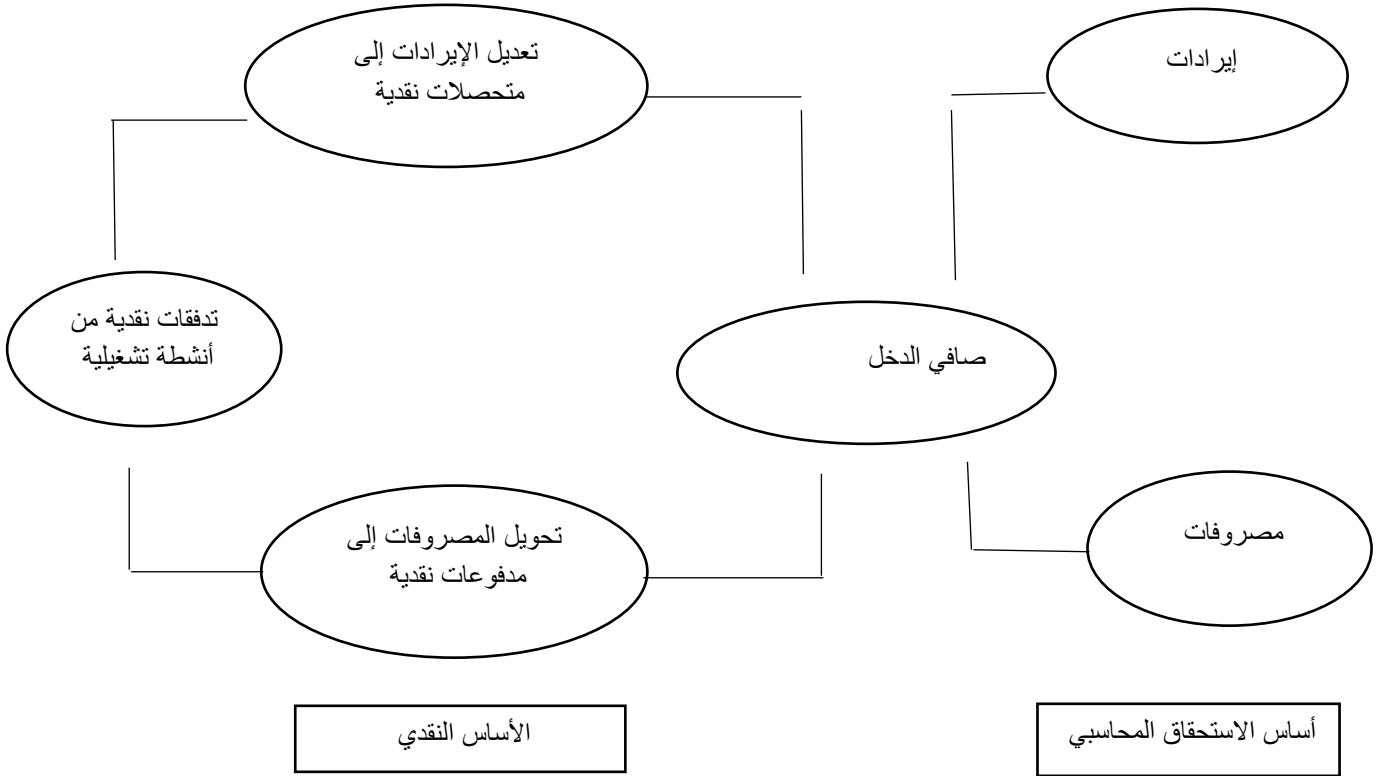 إيرادات
تعديل الإيرادات إلى
متحصلات نقدية
صافي الدخل
تدفقات نقدية من
أنشطة تشغيلية
مصروفات
تحويل المصروفات إلى
مدفوعات نقدية
أساس الاستحقاق المحاسبي
الأساس النقدي